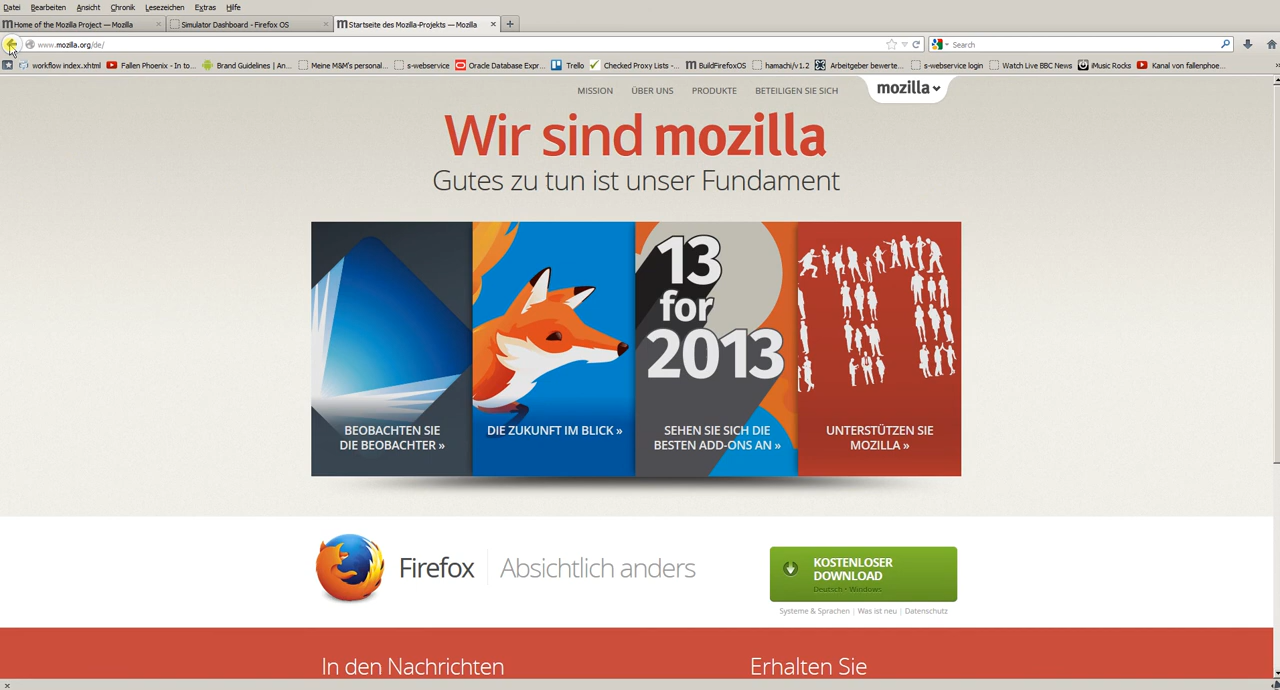 Datei Bearbeiten Ansicht Chronik Lesezeichen Extras Hilfe
Home of the Mozilla Project — Mozilla
Simulator Dashboard - Firefox OS
Startseite des Mozilla-Projekts — Mozilla
www.mozilla.org/de/
Search
workflow index.xhtml
Fallen Phoenix - In to...
Brand Guidelines | An...
Meine M&M's personal...
s-webservice
Oracle Database Expr...
Trello
Checked Proxy Lists -...
BuildFirefoxOS
hamachi/v1.2
Arbeitgeber bewerte...
s-webservice login
Watch Live BBC News
iMusic Rocks
Kanal von fallenphoe...
MISSION ÜBER UNS PRODUKTE BETEILIGEN SIE SICH
mozilla
Wir sind mozilla
Gutes zu tun ist unser Fundament
BEOBACHTEN SIE
DIE BEOBACHTER »
DIE ZUKUNFT IM BLICK »
13
for
2013
SEHEN SIE SICH DIE
BESTEN ADD-ONS AN »
UNTERSTÜTZEN SIE
MOZILLA »
Firefox Absichtlich anders
KOSTENLOSER
DOWNLOAD
Deutsch • Windows
Systeme & Sprachen | Was ist neu | Datenschutz
In den Nachrichten
Erhalten Sie